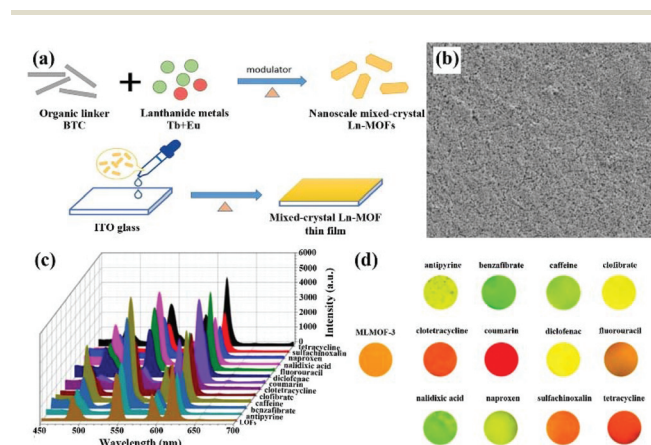 (a)
modulator
Organic linker
BTC
Lanthanide metals
Tb+Eu
Nanoscale mixed-crystal
Ln-MOFs
ITO glass
Mixed-crystal Ln-MOF
thin film
(b)
(c)
6000
5000
4000
3000
2000
1000
0
Intensity (a.u.)
tetracycline
sulfachinoxalin
naproxen
nalidixic acid
fluorouracil
diclofenac
coumarin
clotetracycline
clofibrate
caffeine
benzafibrate
antipyrine
LOFs
450 500 550 600 650 700
Wavelength (nm)
(d)
antipyrine benzafibrate caffeine clofibrate
MLMOF-3 clotetracycline coumarin diclofenac fluorouracil
nalidixic acid naproxen sulfachinoxalin tetracycline